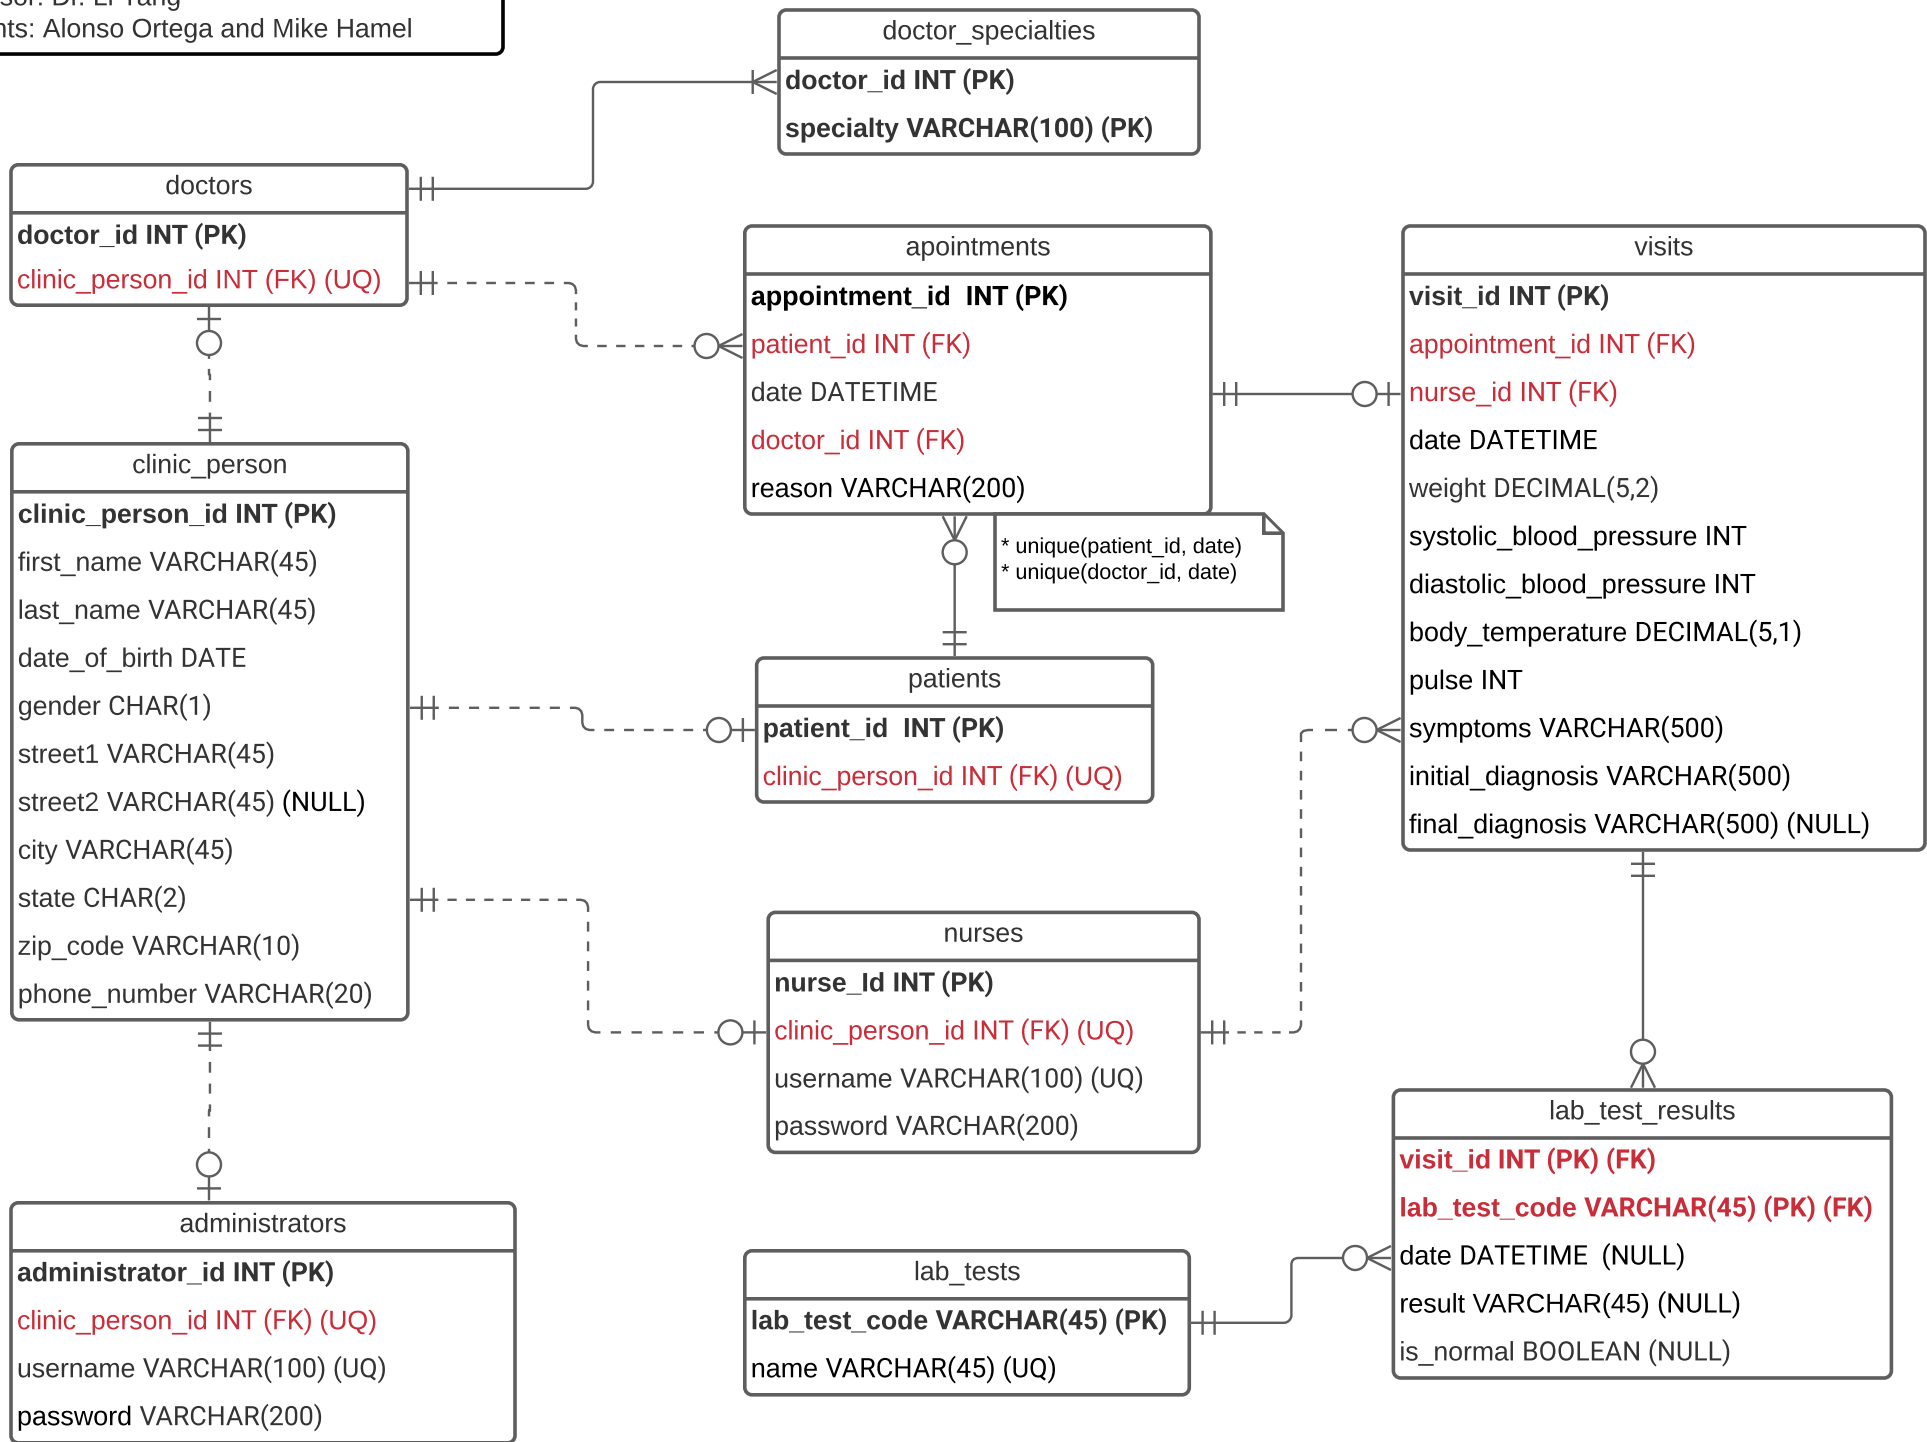 nts: Alonso Ortega and Mike Hamel
doctor_specialties
doctor_id INT (PK)
specialty VARCHAR(100) (PK)
doctors
doctor_id INT (PK)
clinic_person_id INT (FK) (UQ)
apointments
appointment_id  INT (PK)
patient_id INT (FK)
date DATETIME
doctor_id INT (FK)
reason VARCHAR(200)
* unique(patient_id, date)
* unique(doctor_id, date)
visits
visit_id INT (PK)
appointment_id INT (FK)
nurse_id INT (FK)
date DATETIME
weight DECIMAL(5,2)
systolic_blood_pressure INT
diastolic_blood_pressure INT
body_temperature DECIMAL(5,1)
pulse INT
symptoms VARCHAR(500)
initial_diagnosis VARCHAR(500)
final_diagnosis VARCHAR(500) (NULL)
clinic_person
clinic_person_id INT (PK)
first_name VARCHAR(45)
last_name VARCHAR(45)
date_of_birth DATE
gender CHAR(1)
street1 VARCHAR(45)
street2 VARCHAR(45) (NULL)
city VARCHAR(45)
state CHAR(2)
zip_code VARCHAR(10)
phone_number VARCHAR(20)
patients
patient_id  INT (PK)
clinic_person_id INT (FK) (UQ)
nurses
nurse_Id INT (PK)
clinic_person_id INT (FK) (UQ)
username VARCHAR(100) (UQ)
password VARCHAR(200)
lab_test_results
visit_id INT (PK) (FK)
lab_test_code VARCHAR(45) (PK) (FK)
date DATETIME  (NULL)
result VARCHAR(45) (NULL)
is_normal BOOLEAN (NULL)
administrators
administrator_id INT (PK)
clinic_person_id INT (FK) (UQ)
username VARCHAR(100) (UQ)
password VARCHAR(200)
lab_tests
lab_test_code VARCHAR(45) (PK)
name VARCHAR(45) (UQ)